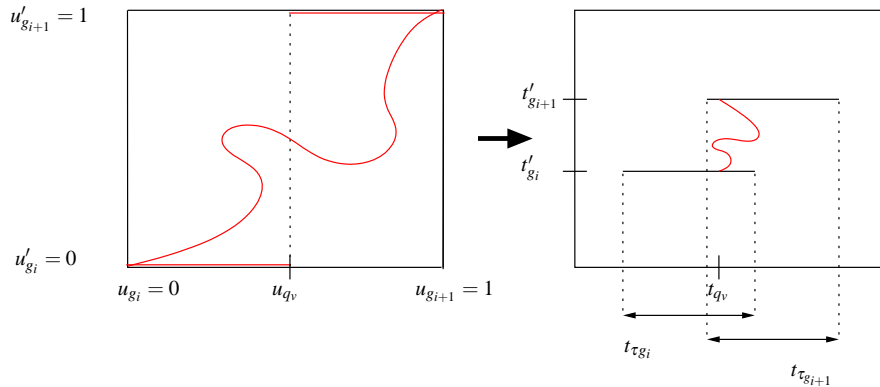 u′_{g_{i+1}} = 1
u′_{g_i} = 0
u_{g_i} = 0
u_{q_v}
u_{g_{i+1}} = 1
t′_{g_{i+1}}
t′_{g_i}
t_{q_v}
t_{τ_{g_i}}
t_{τ_{g_{i+1}}}